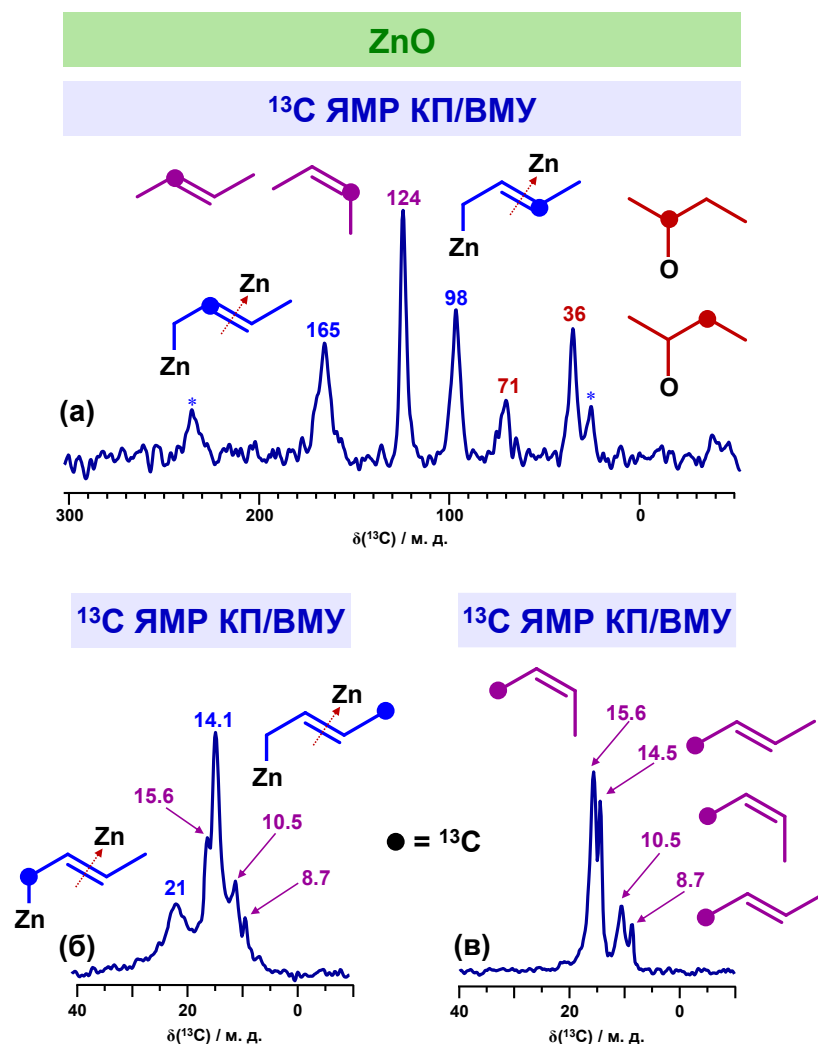 ZnO
¹³C ЯМР КП/ВМУ
124
Zn
Zn
O
Zn
165
98
36
Zn
O
71
(а)
*
*
300
200
100
0
δ(¹³C) / м. д.
¹³C ЯМР КП/ВМУ
¹³C ЯМР КП/ВМУ
Zn
14.1
Zn
15.6
10.5
8.7
Zn
21
Zn
(б)
40
20
0
δ(¹³C) / м. д.
= ¹³C
15.6
14.5
10.5
8.7
(в)
40
20
0
δ(¹³C) / м. д.